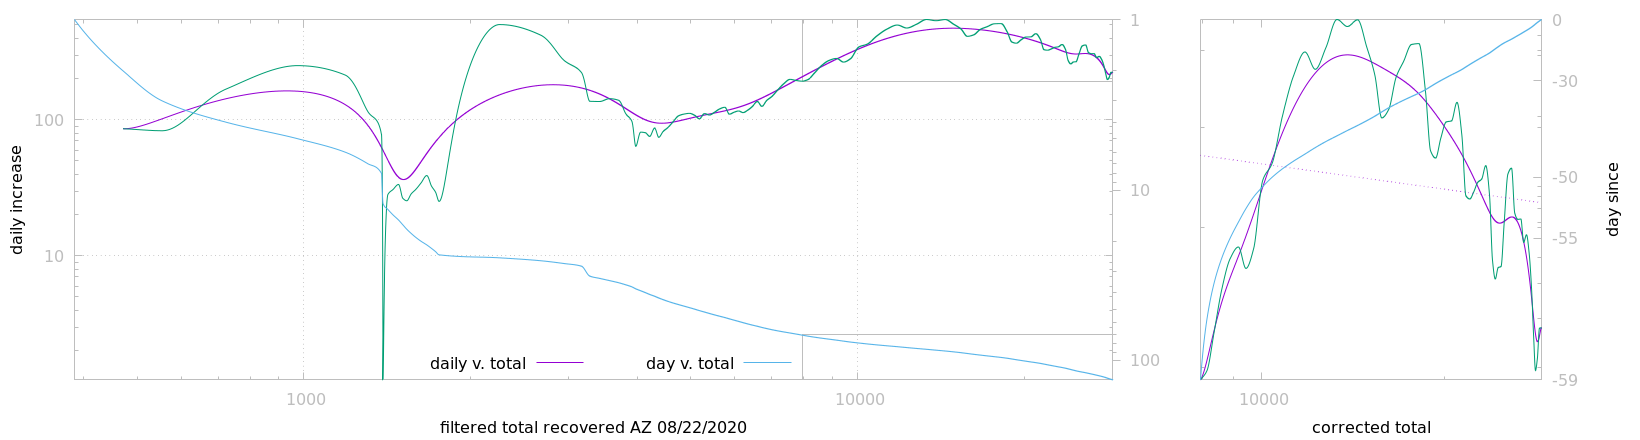 1
0
-30
100
daily increase
10
-50
day since
-55
10
daily v. total
day v. total
100
-59
1000
10000
10000
filtered total recovered AZ 08/22/2020
corrected total